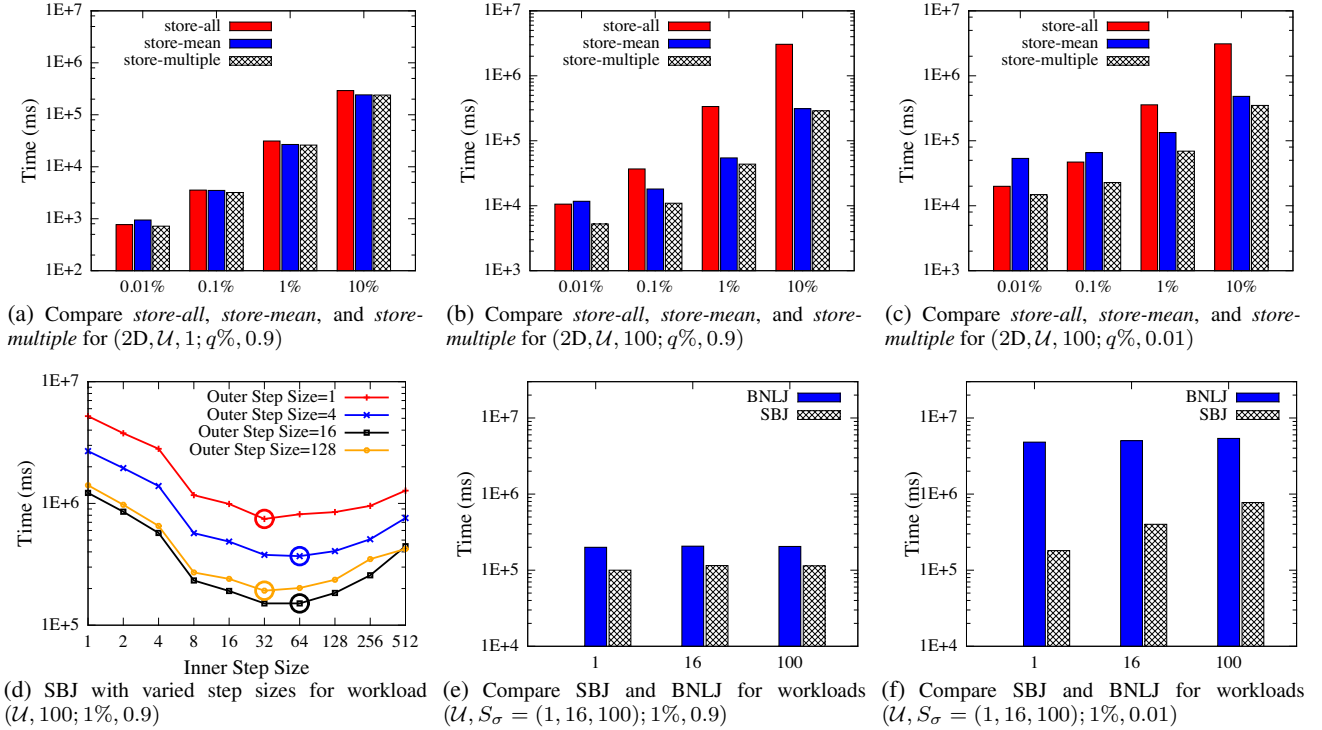 store-all
store-mean
store-multiple
Time (ms)
1E+7
1E+6
1E+5
1E+4
1E+3
1E+2
0.01% 0.1% 1% 10%
(a) Compare store-all, store-mean, and store-
multiple for (2D, U, 1; q%, 0.9)
store-all
store-mean
store-multiple
Time (ms)
1E+7
1E+6
1E+5
1E+4
1E+3
0.01% 0.1% 1% 10%
(b) Compare store-all, store-mean, and store-
multiple for (2D, U, 100; q%, 0.9)
store-all
store-mean
store-multiple
Time (ms)
1E+7
1E+6
1E+5
1E+4
1E+3
0.01% 0.1% 1% 10%
(c) Compare store-all, store-mean, and store-
multiple for (2D, U, 100; q%, 0.01)
Outer Step Size=1
Outer Step Size=4
Outer Step Size=16
Outer Step Size=128
Time (ms)
1E+7
1E+6
1E+5
1 2 4 8 16 32 64 128 256 512
Inner Step Size
(d) SBJ with varied step sizes for workload
(U, 100; 1%, 0.9)
BNLJ
SBJ
Time (ms)
1E+7
1E+6
1E+5
1E+4
1 16 100
(e) Compare SBJ and BNLJ for workloads
(U, Sσ = (1, 16, 100); 1%, 0.9)
BNLJ
SBJ
Time (ms)
1E+7
1E+6
1E+5
1E+4
1 16 100
(f) Compare SBJ and BNLJ for workloads
(U, Sσ = (1, 16, 100); 1%, 0.01)